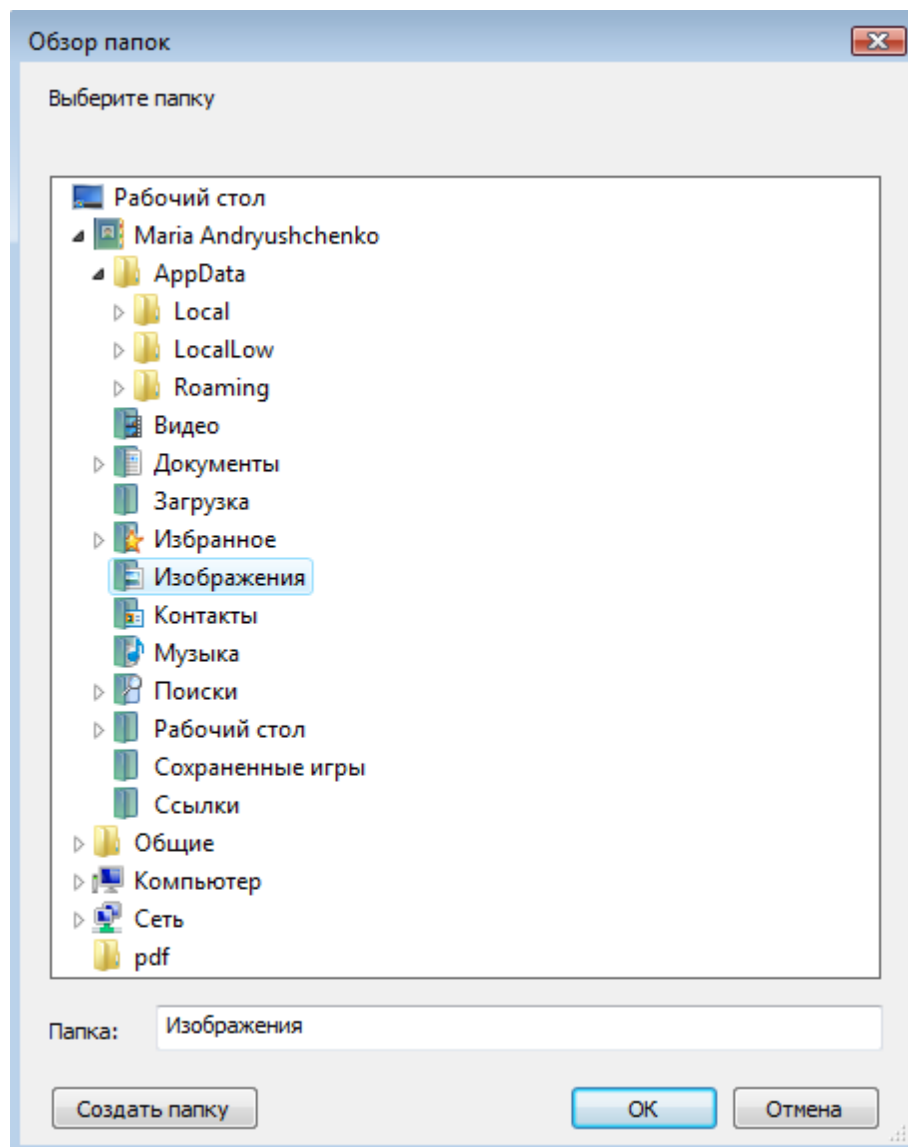 Обзор папок
Выберите папку
Рабочий стол
Maria Andryushchenko
AppData
Local
LocalLow
Roaming
Видео
Документы
Загрузка
Избранное
Изображения
Контакты
Музыка
Поиски
Рабочий стол
Сохраненные игры
Ссылки
Общие
Компьютер
Сеть
pdf
Папка: Изображения
Создать папку ОК Отмена